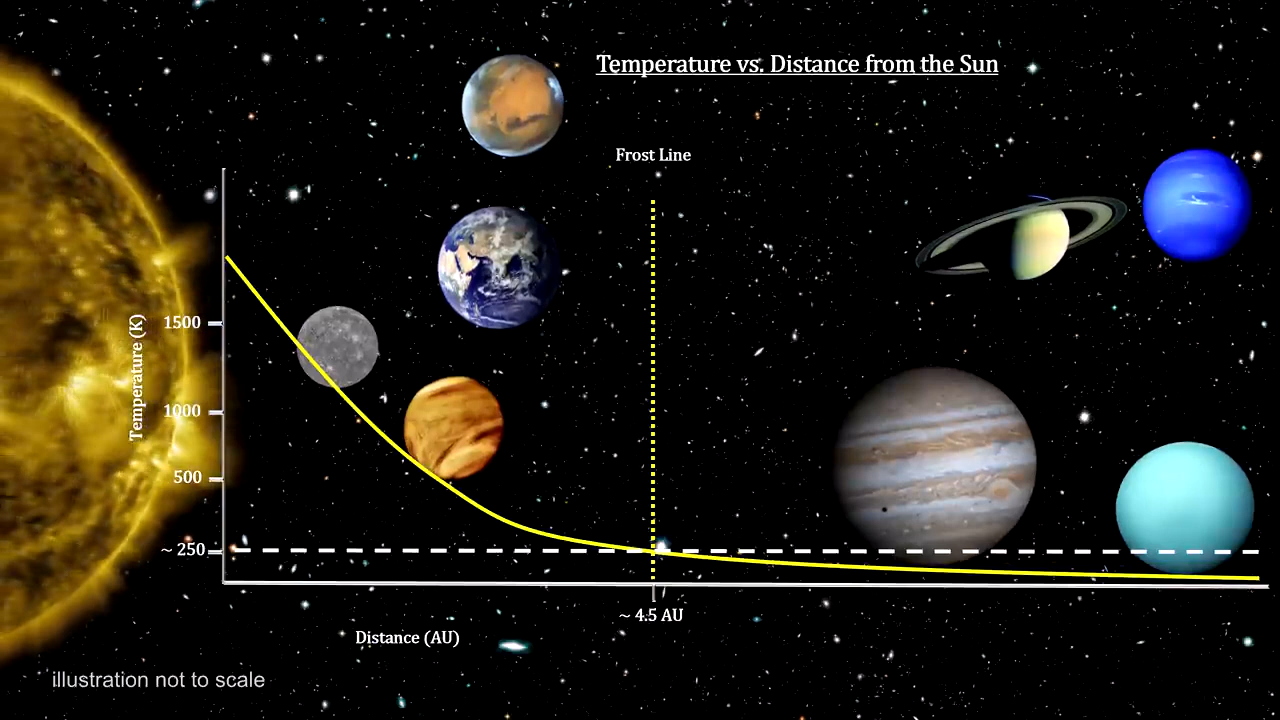 Temperature vs. Distance from the Sun
Frost Line
Temperature (K)
1500
1000
500
~ 250
~ 4.5 AU
Distance (AU)
illustration not to scale